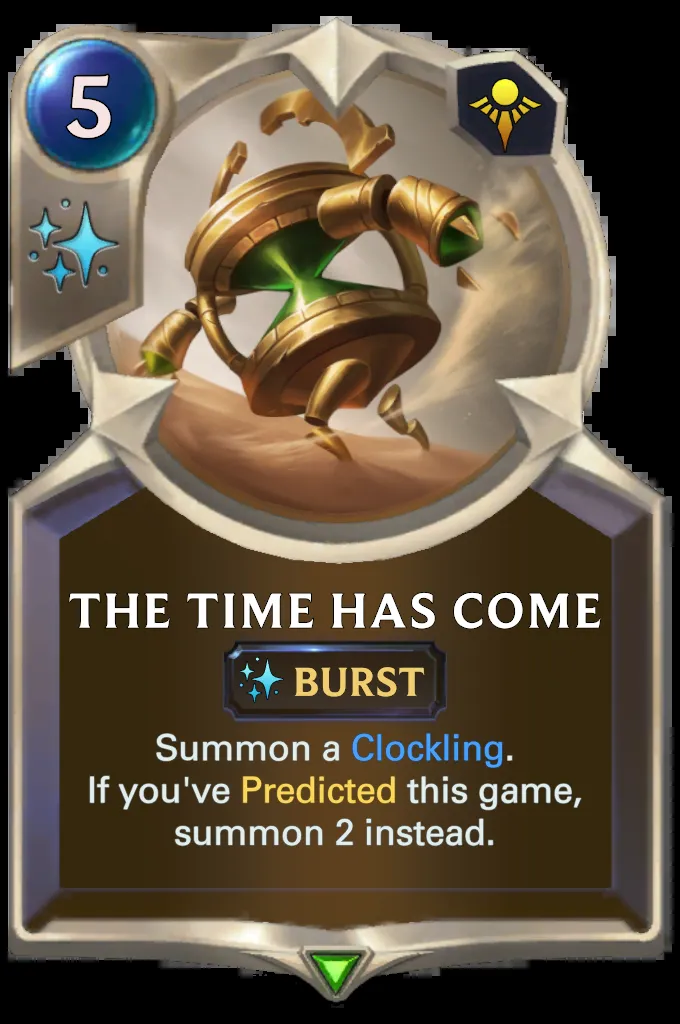 5
THE TIME HAS COME
BURST
Summon a Clockling.
If you've Predicted this game,
summon 2 instead.